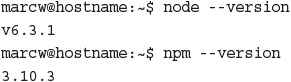 marcw@hostname:~$ node --version
v6.3.1
marcw@hostname:~$ npm --version
3.10.3